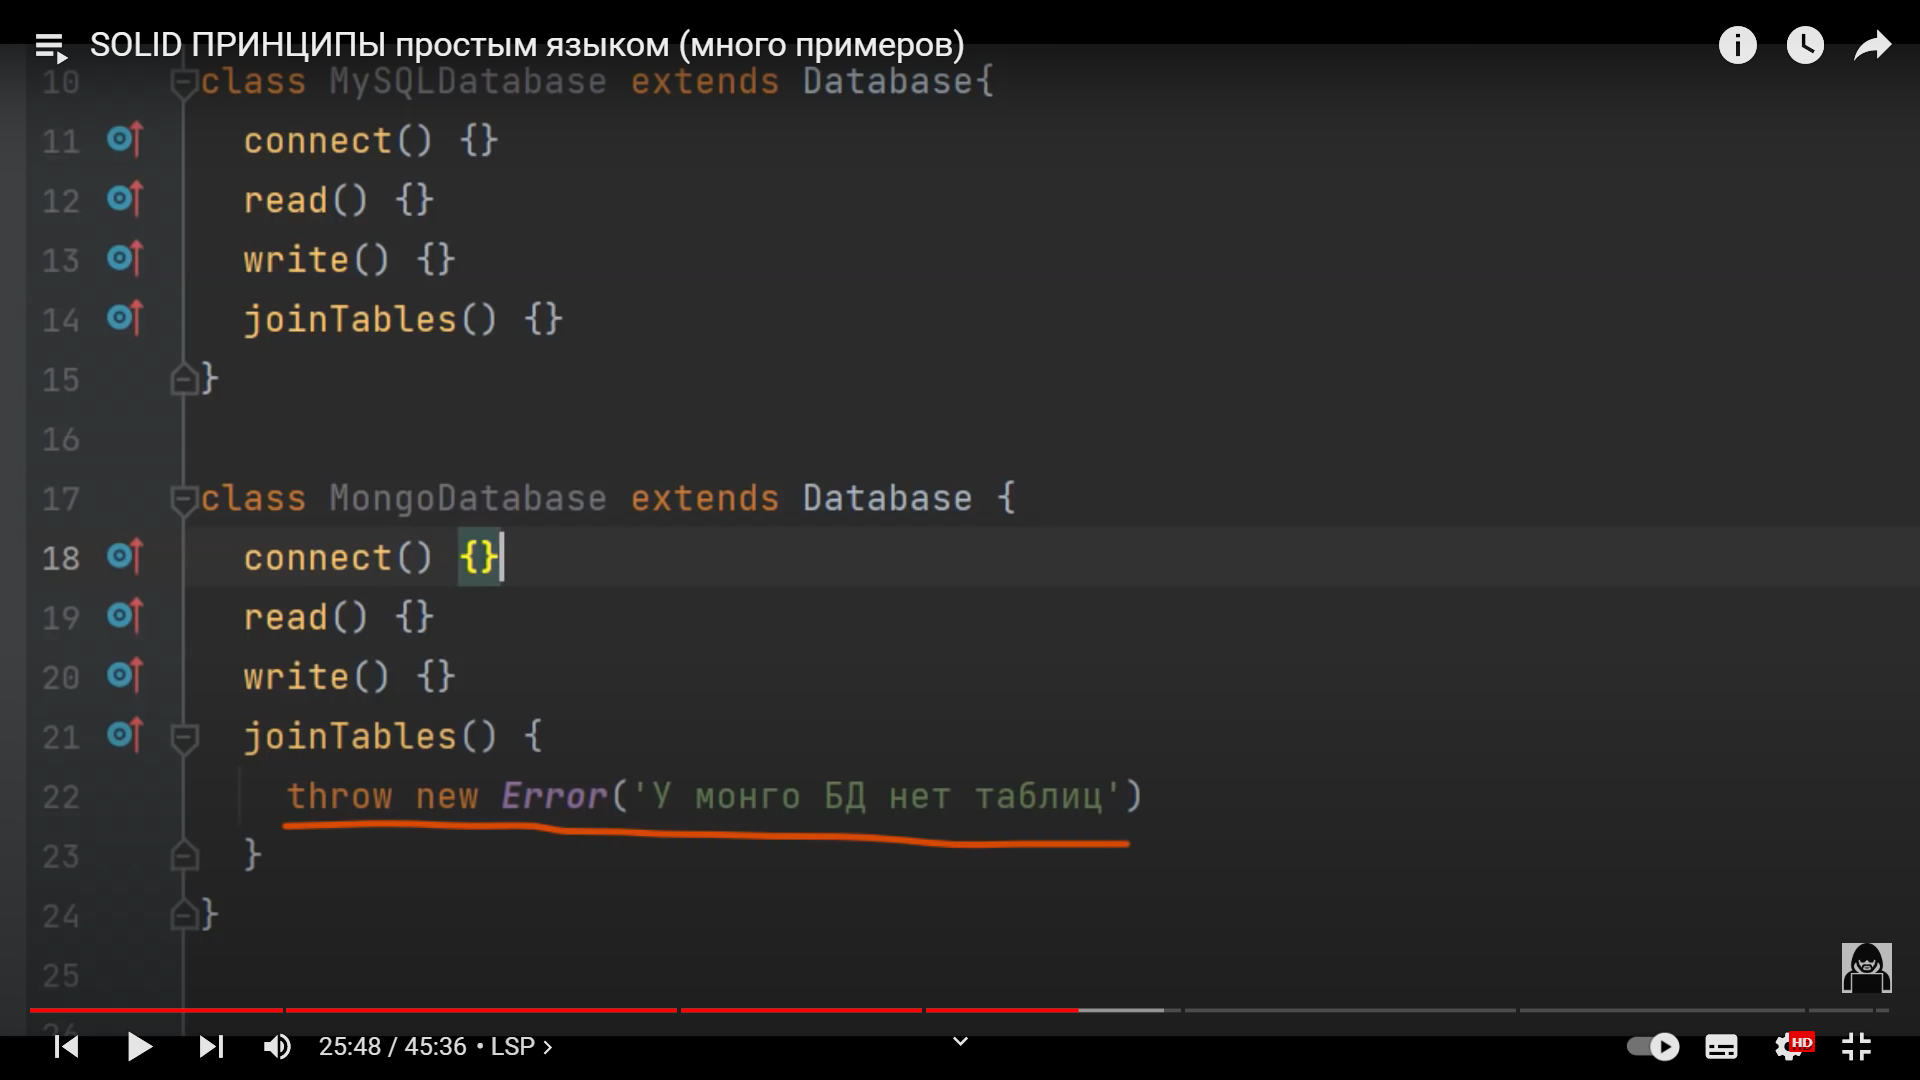 SOLID ПРИНЦИПЫ простым языком (много примеров)
10 class MySQLDatabase extends Database{
11 connect() {}
12 read() {}
13 write() {}
14 joinTables() {}
15 }
16
17 class MongoDatabase extends Database {
18 connect() {}
19 read() {}
20 write() {}
21 joinTables() {
22 throw new Error('У монго БД нет таблиц')
23 }
24 }
25
26
25:48 / 45:36 • LSP >
HD